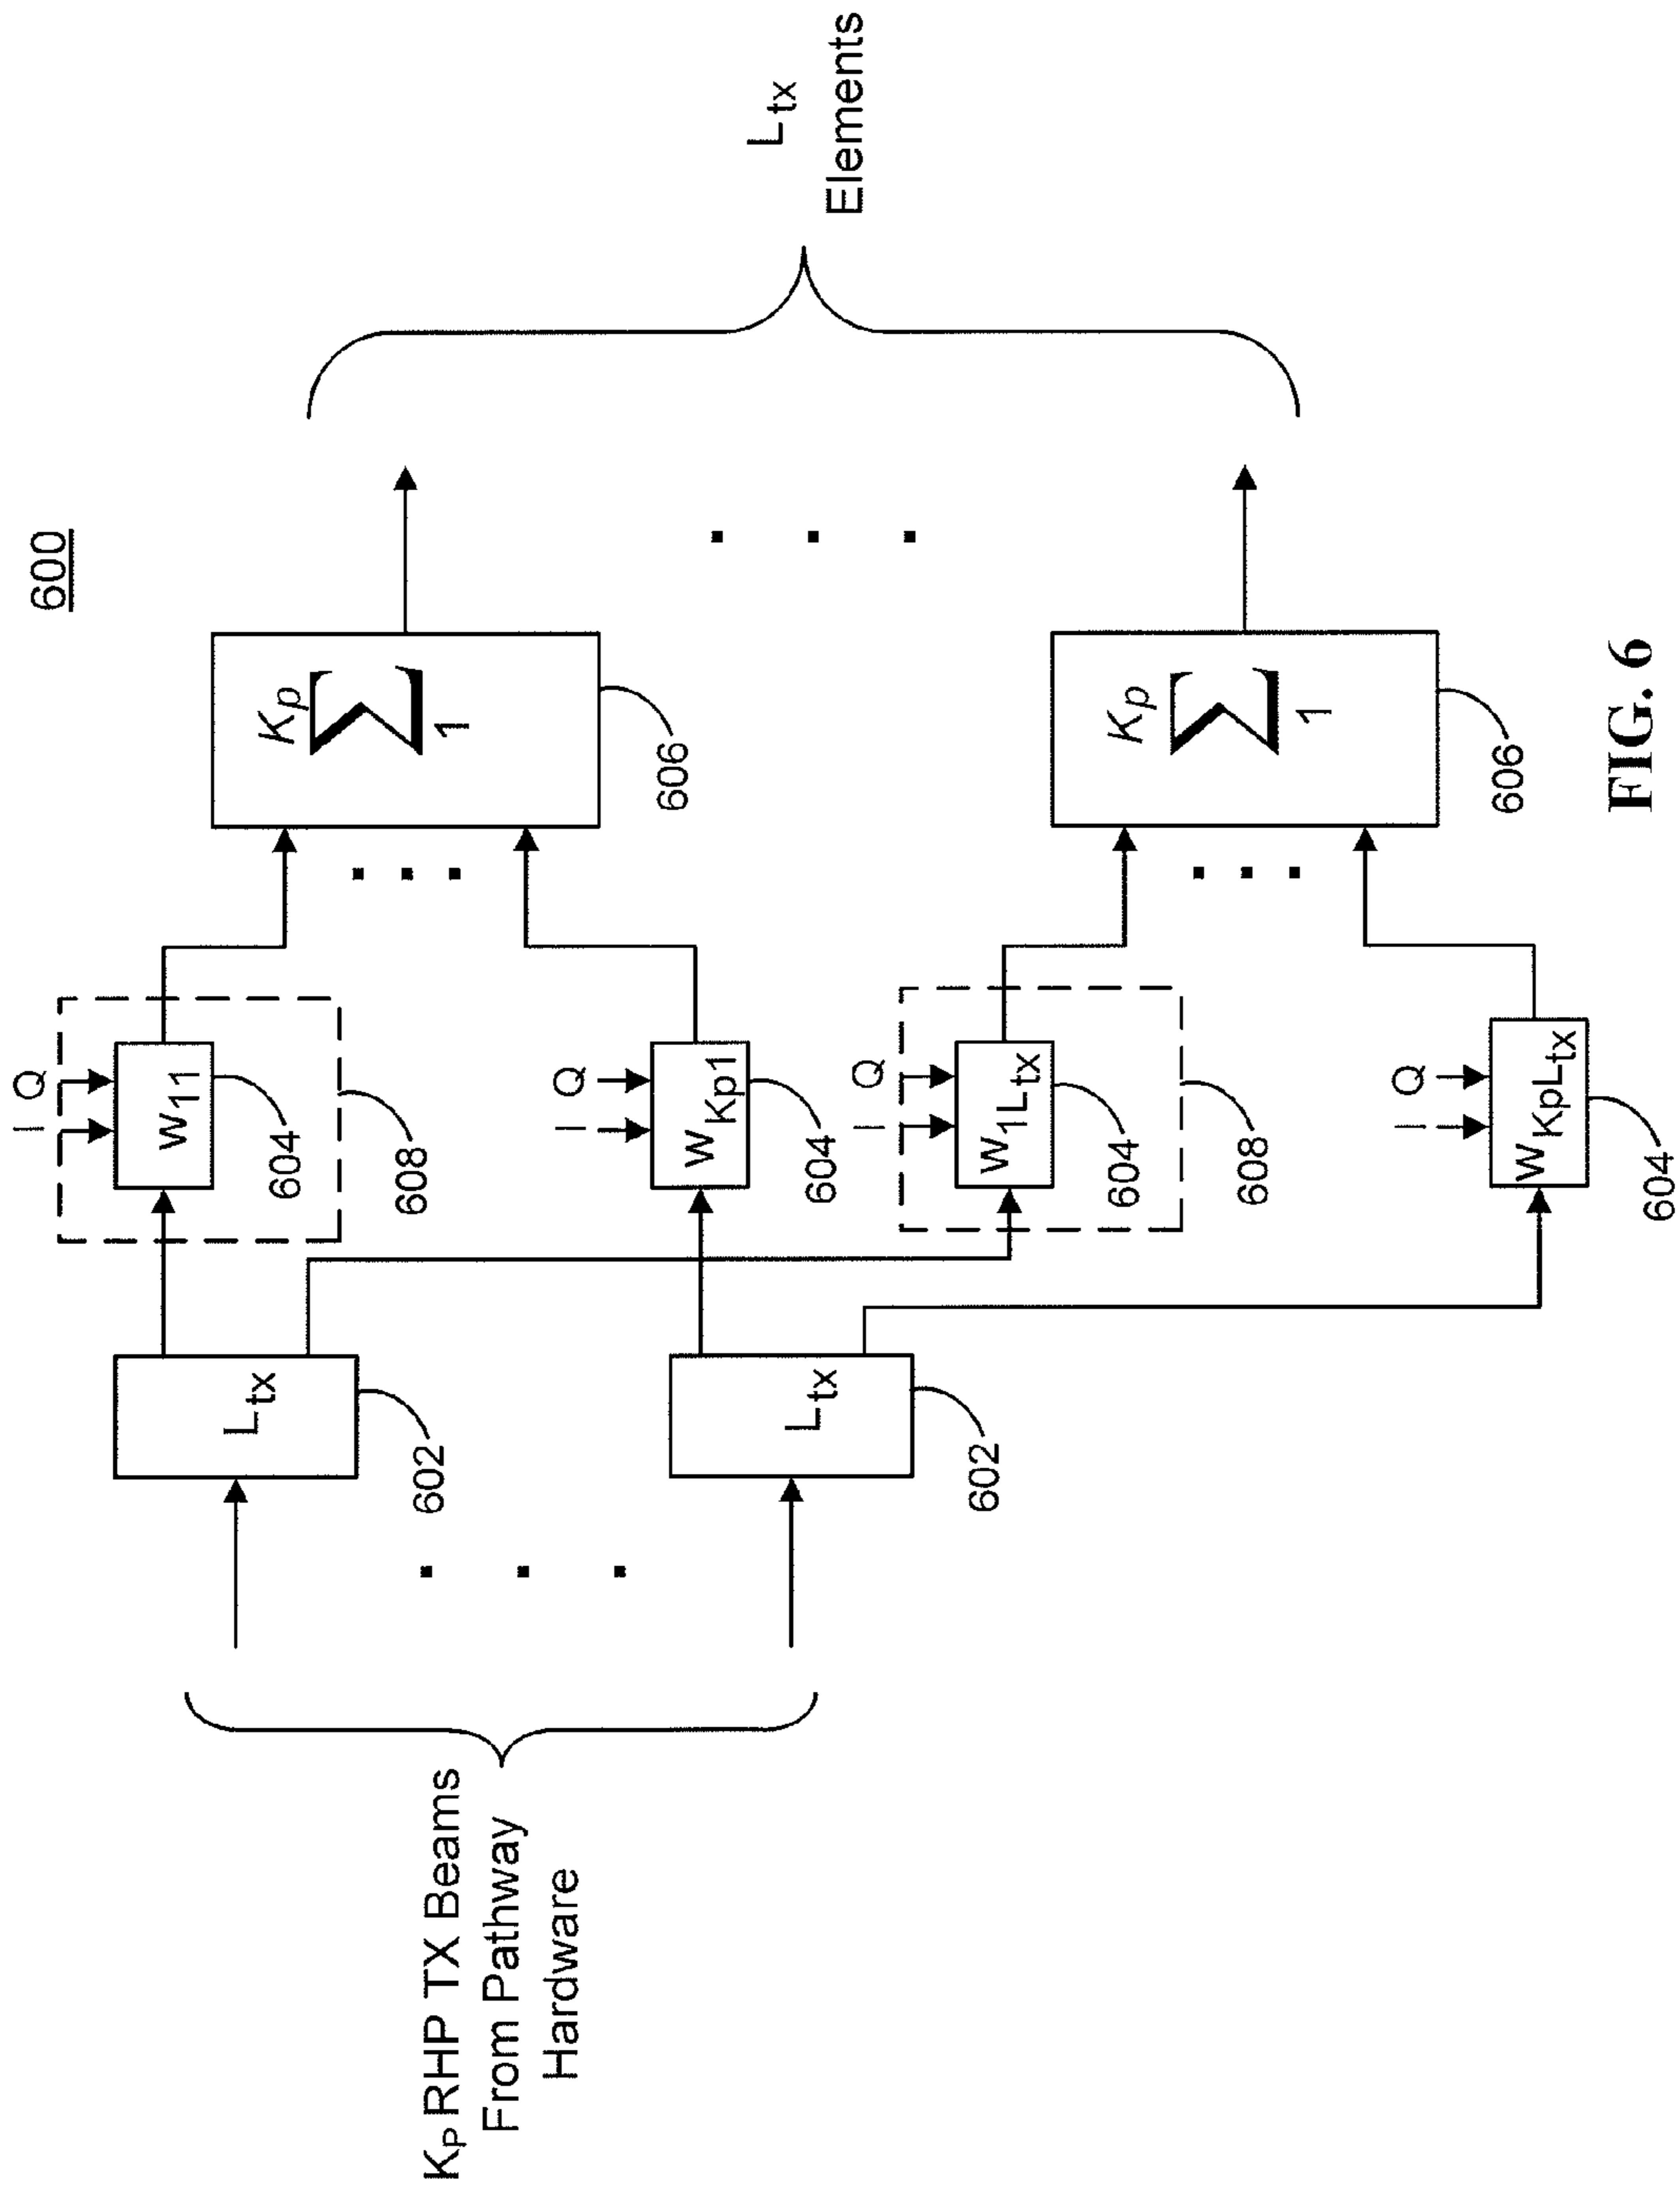 600
K_P RHP TX Beams
From Pathway
Hardware
L_tx
602
L_tx
602
I Q
W_11
604
608
I Q
W_Kp1
604
I Q
W_1L_tx
604
608
I Q
W_KpL_tx
604
K_p
∑
1
606
K_p
∑
1
606
L_tx
Elements
FIG. 6